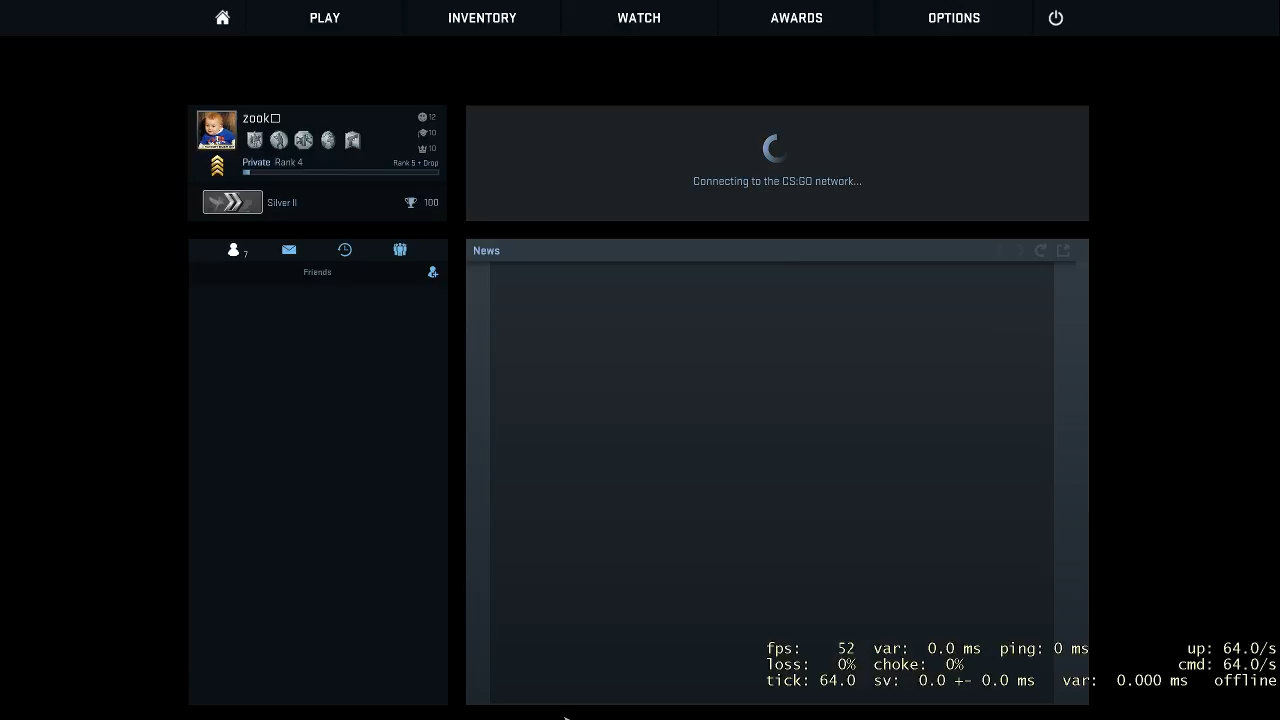 PLAY INVENTORY WATCH AWARDS OPTIONS
zook□
12
10
10
Private Rank 4 Rank 5 + Drop
Silver II 100
Connecting to the CS:GO network...
7
Friends
News
fps: 52 var: 0.0 ms ping: 0 ms up: 64.0/s
loss: 0% choke: 0% cmd: 64.0/s
tick: 64.0 sv: 0.0 +- 0.0 ms var: 0.000 ms offline